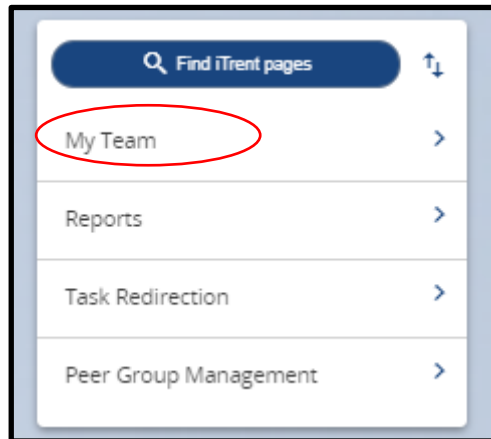 Find iTrent pages
My Team
Reports
Task Redirection
Peer Group Management